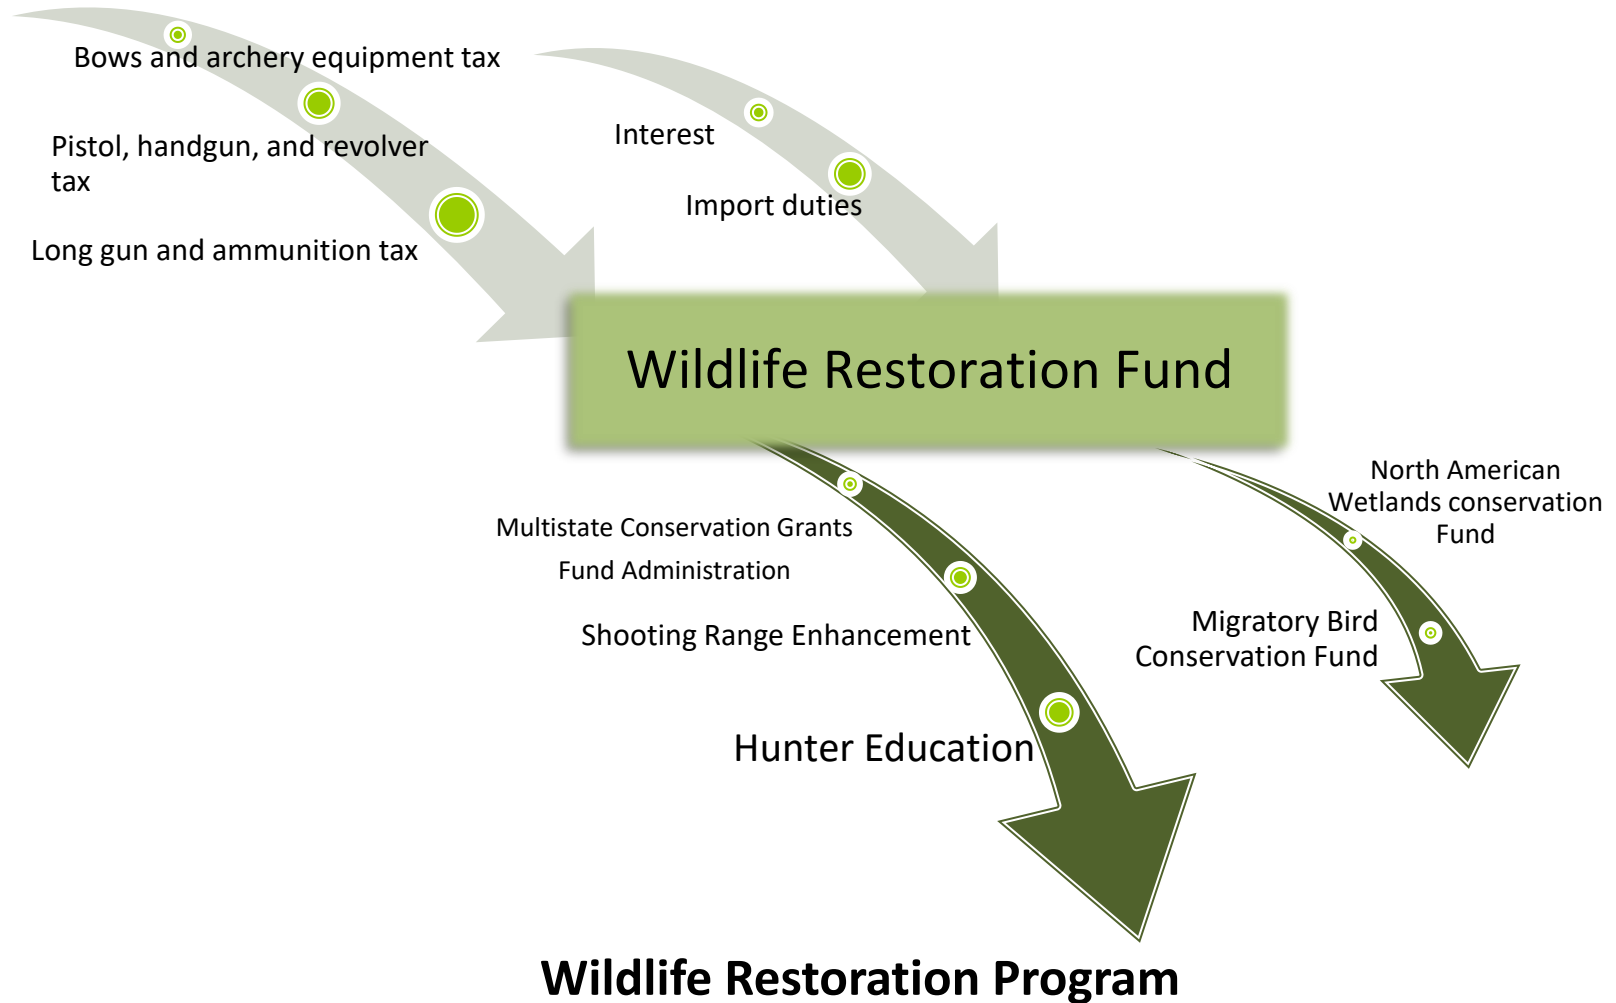 Bows and archery equipment tax
Pistol, handgun, and revolver
tax
Long gun and ammunition tax
Interest
Import duties
Wildlife Restoration Fund
Multistate Conservation Grants
Fund Administration
Shooting Range Enhancement
Hunter Education
North American
Wetlands conservation
Fund
Migratory Bird
Conservation Fund
Wildlife Restoration Program